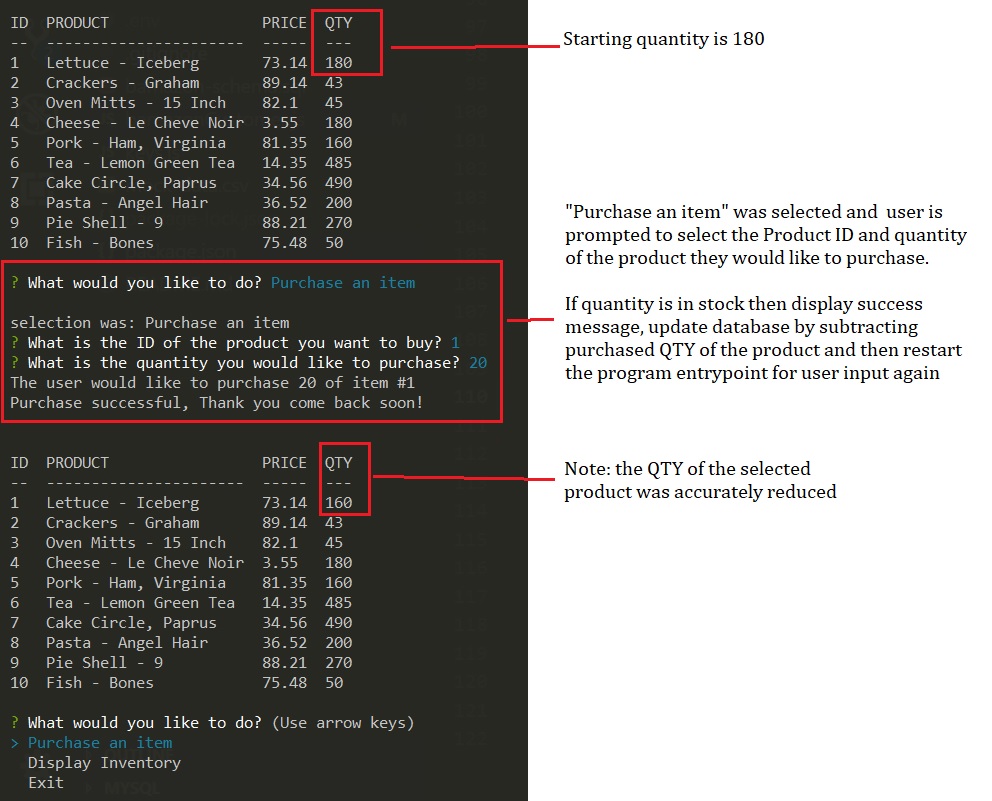 ID  PRODUCT                 PRICE  QTY
--  ----------------------  -----  ---
1   Lettuce - Iceberg       73.14  180
2   Crackers - Graham       89.14  43
3   Oven Mitts - 15 Inch    82.1   45
4   Cheese - Le Cheve Noir  3.55   180
5   Pork - Ham, Virginia    81.35  160
6   Tea - Lemon Green Tea   14.35  485
7   Cake Circle, Paprus     34.56  490
8   Pasta - Angel Hair      36.52  200
9   Pie Shell - 9           88.21  270
10  Fish - Bones            75.48  50
Starting quantity is 180
? What would you like to do? Purchase an item
selection was: Purchase an item
? What is the ID of the product you want to buy? 1
? What is the quantity you would like to purchase? 20
The user would like to purchase 20 of item #1
Purchase successful, Thank you come back soon!
"Purchase an item" was selected and  user is
prompted to select the Product ID and quantity
of the product they would like to purchase.
If quantity is in stock then display success
message, update database by subtracting
purchased QTY of the product and then restart
the program entrypoint for user input again
ID  PRODUCT                 PRICE  QTY
--  ----------------------  -----  ---
1   Lettuce - Iceberg       73.14  160
2   Crackers - Graham       89.14  43
3   Oven Mitts - 15 Inch    82.1   45
4   Cheese - Le Cheve Noir  3.55   180
5   Pork - Ham, Virginia    81.35  160
6   Tea - Lemon Green Tea   14.35  485
7   Cake Circle, Paprus     34.56  490
8   Pasta - Angel Hair      36.52  200
9   Pie Shell - 9           88.21  270
10  Fish - Bones            75.48  50
Note: the QTY of the selected
product was accurately reduced
? What would you like to do? (Use arrow keys)
> Purchase an item
Display Inventory
Exit
MYSQL